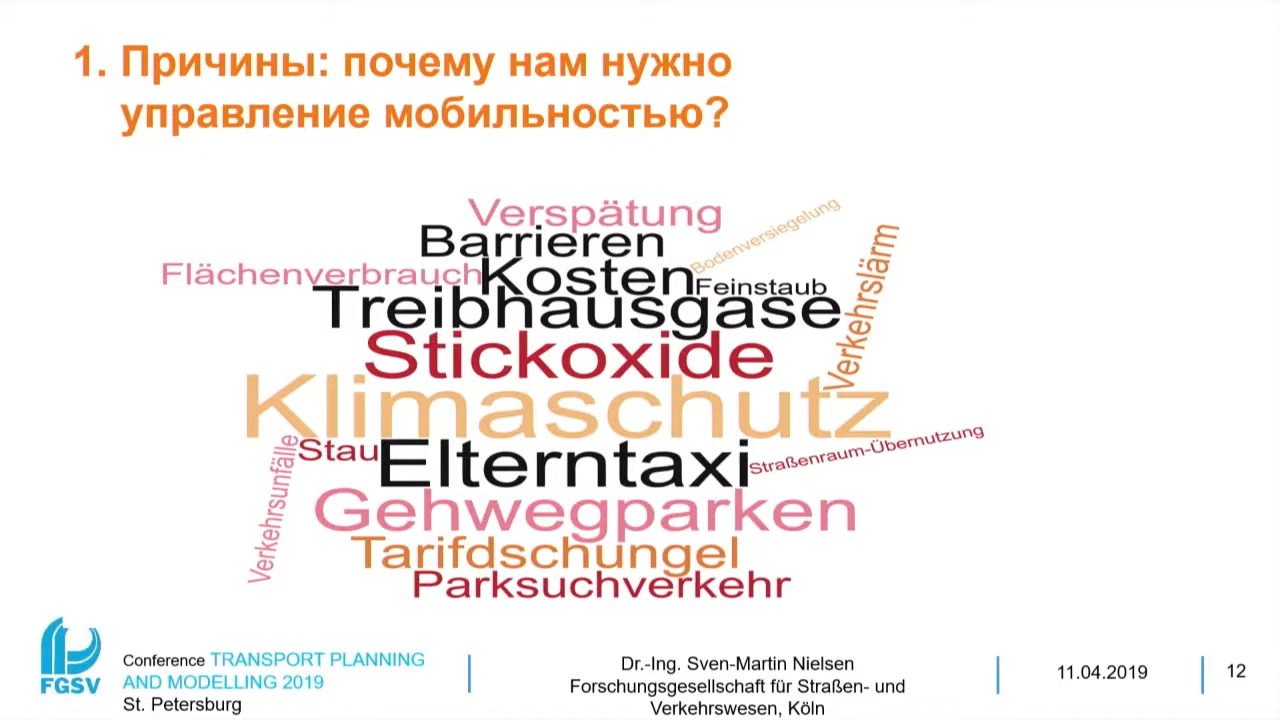 1. Причины: почему нам нужно
управление мобильностью?
Verspätung
Bodenversiegelung
Barrieren
Verkehrslärm
Flächenverbrauch
Kosten
Feinstaub
Treibhausgase
Stickoxide
Klimaschutz
Verkehrsunfälle
Stau
Elterntaxi
Straßenraum-Übernutzung
Gehwegparken
Tarifdschungel
Parksuchverkehr
FGSV
Conference TRANSPORT PLANNING
AND MODELLING 2019
St. Petersburg
Dr.-Ing. Sven-Martin Nielsen
Forschungsgesellschaft für Straßen- und
Verkehrswesen, Köln
11.04.2019
12